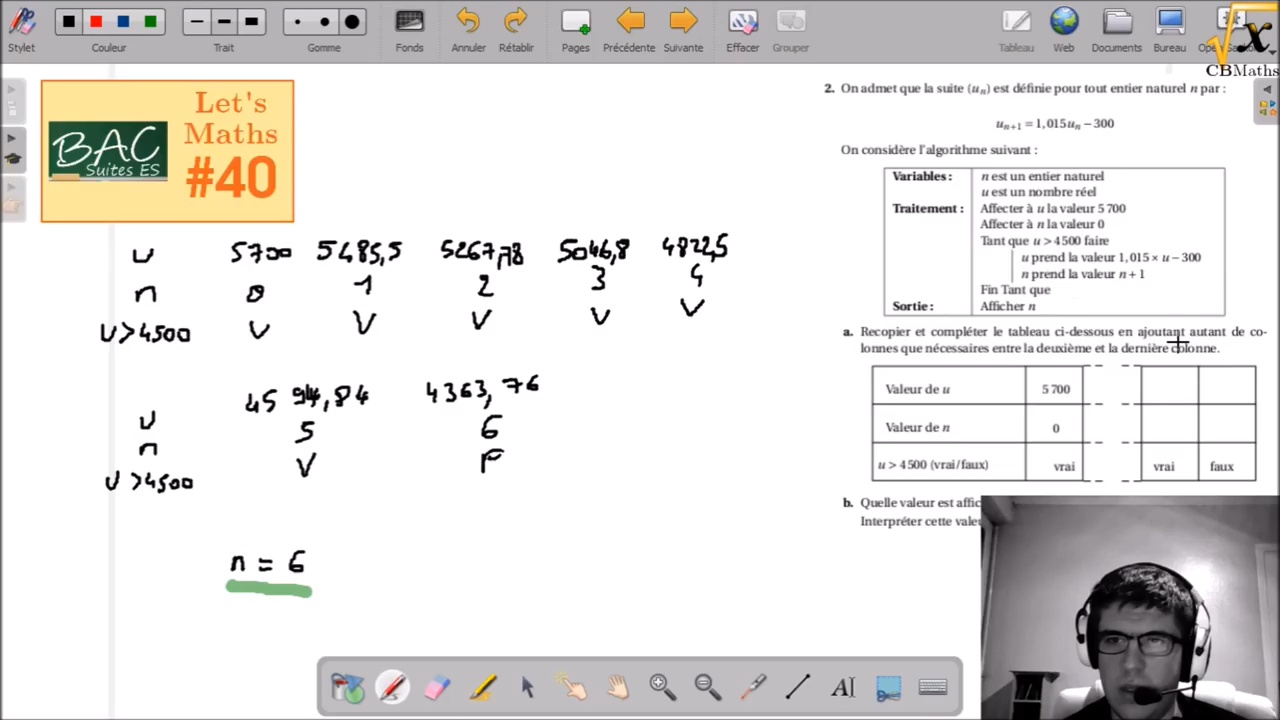 Stylet Couleur Trait Gomme Fonds Annuler Rétablir Pages Précédente Suivante Effacer Grouper Tableau Web Documents Bureau
CBMaths
Let's
Maths
#40
BAC
Suites ES
2. On admet que la suite (un) est définie pour tout entier naturel n par :
un+1 = 1,015un − 300
On considère l'algorithme suivant :
Variables : n est un entier naturel
u est un nombre réel
Traitement : Affecter à u la valeur 5 700
Affecter à n la valeur 0
Tant que u > 4500 faire
u prend la valeur 1,015 × u − 300
n prend la valeur n + 1
Fin Tant que
Sortie : Afficher n
a. Recopier et compléter le tableau ci-dessous en ajoutant autant de co-
lonnes que nécessaires entre la deuxième et la dernière colonne.
Valeur de u 5 700
Valeur de n 0
u > 4500 (vrai/faux) vrai vrai faux
b. Quelle valeur est
Interpréter cette
u 5700 5485,5 5267,78 5046,8 4822,5
n 0 1 2 3 4
u > 4500 V V V V V
u 4594,84 4363,76
n 5 6
u > 4500 V F
n = 6
AI